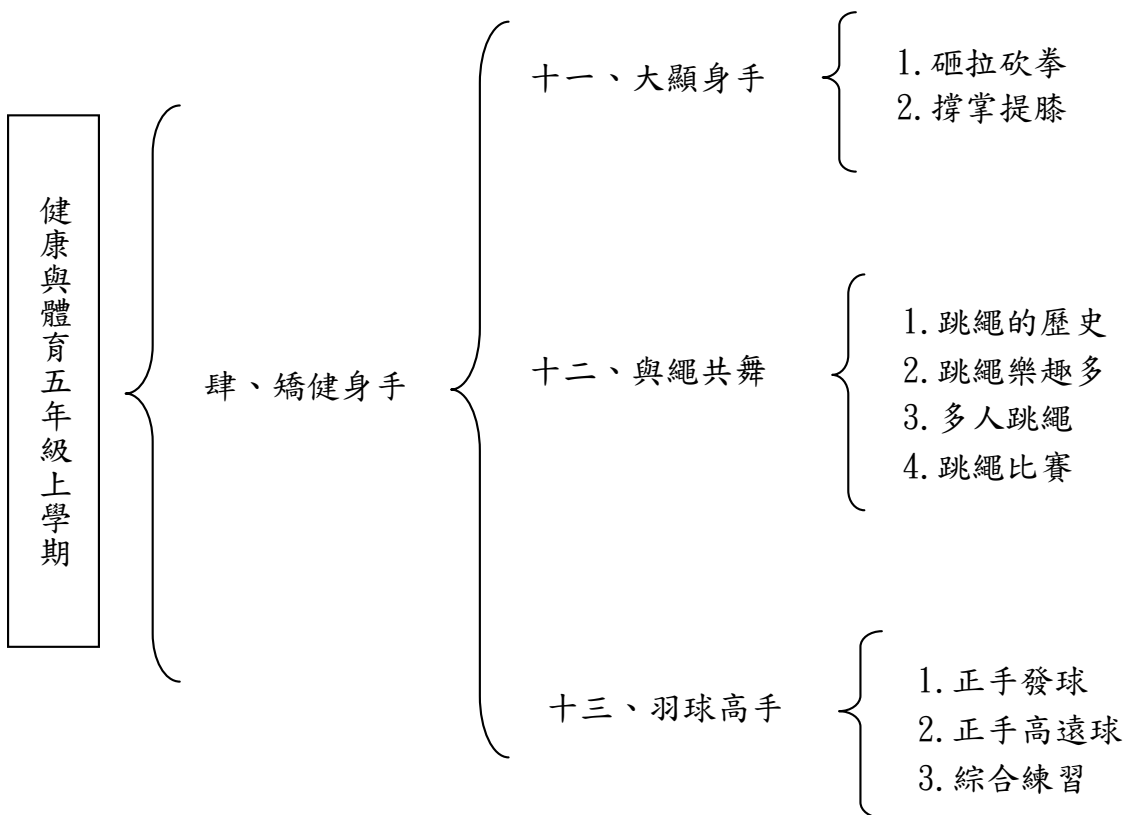 健康與體育五年級上學期
肆、矯健身手
十一、大顯身手
1.砸拉砍拳
2.撐掌提膝
十二、與繩共舞
1.跳繩的歷史
2.跳繩樂趣多
3.多人跳繩
4.跳繩比賽
十三、羽球高手
1.正手發球
2.正手高遠球
3.綜合練習